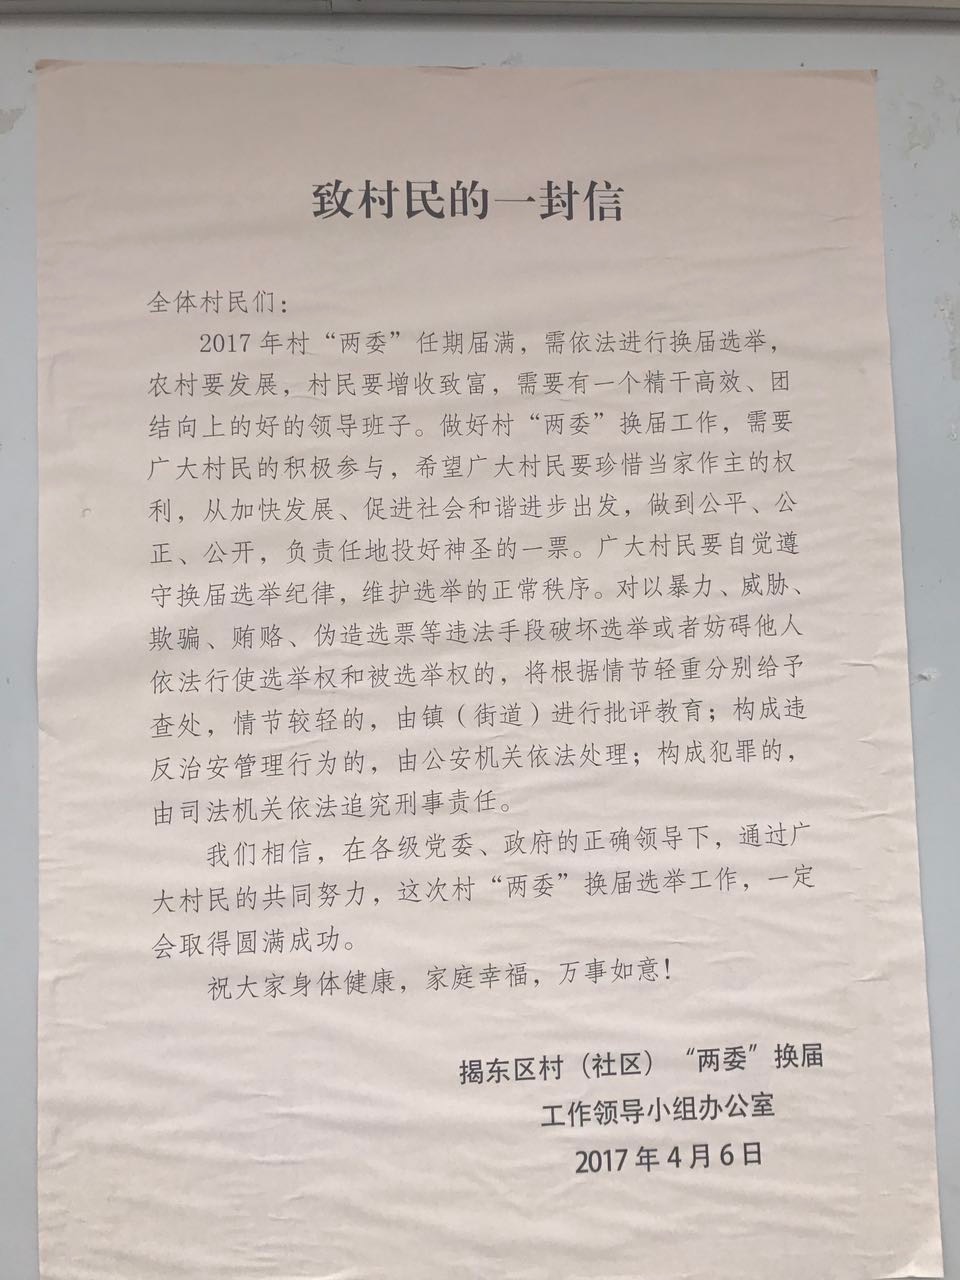 致村民的一封信
全体村民们：
2017年村“两委”任期届满，需依法进行换届选举，
农村要发展，村民要增收致富，需要有一个精干高效、团
结向上的好的领导班子。做好村“两委”换届工作，需要
广大村民的积极参与，希望广大村民要珍惜当家作主的权
利，从加快发展、促进社会和谐进步出发，做到公平、公
正、公开，负责任地投好神圣的一票。广大村民要自觉遵
守换届选举纪律，维护选举的正常秩序。对以暴力、威胁、
欺骗、贿赂、伪造选票等违法手段破坏选举或者妨碍他人
依法行使选举权和被选举权的，将根据情节轻重分别给予
查处，情节较轻的，由镇（街道）进行批评教育；构成违
反治安管理行为的，由公安机关依法处理；构成犯罪的，
由司法机关依法追究刑事责任。
我们相信，在各级党委、政府的正确领导下，通过广
大村民的共同努力，这次村“两委”换届选举工作，一定
会取得圆满成功。
祝大家身体健康，家庭幸福，万事如意！
揭东区村（社区）“两委”换届
工作领导小组办公室
2017年4月6日